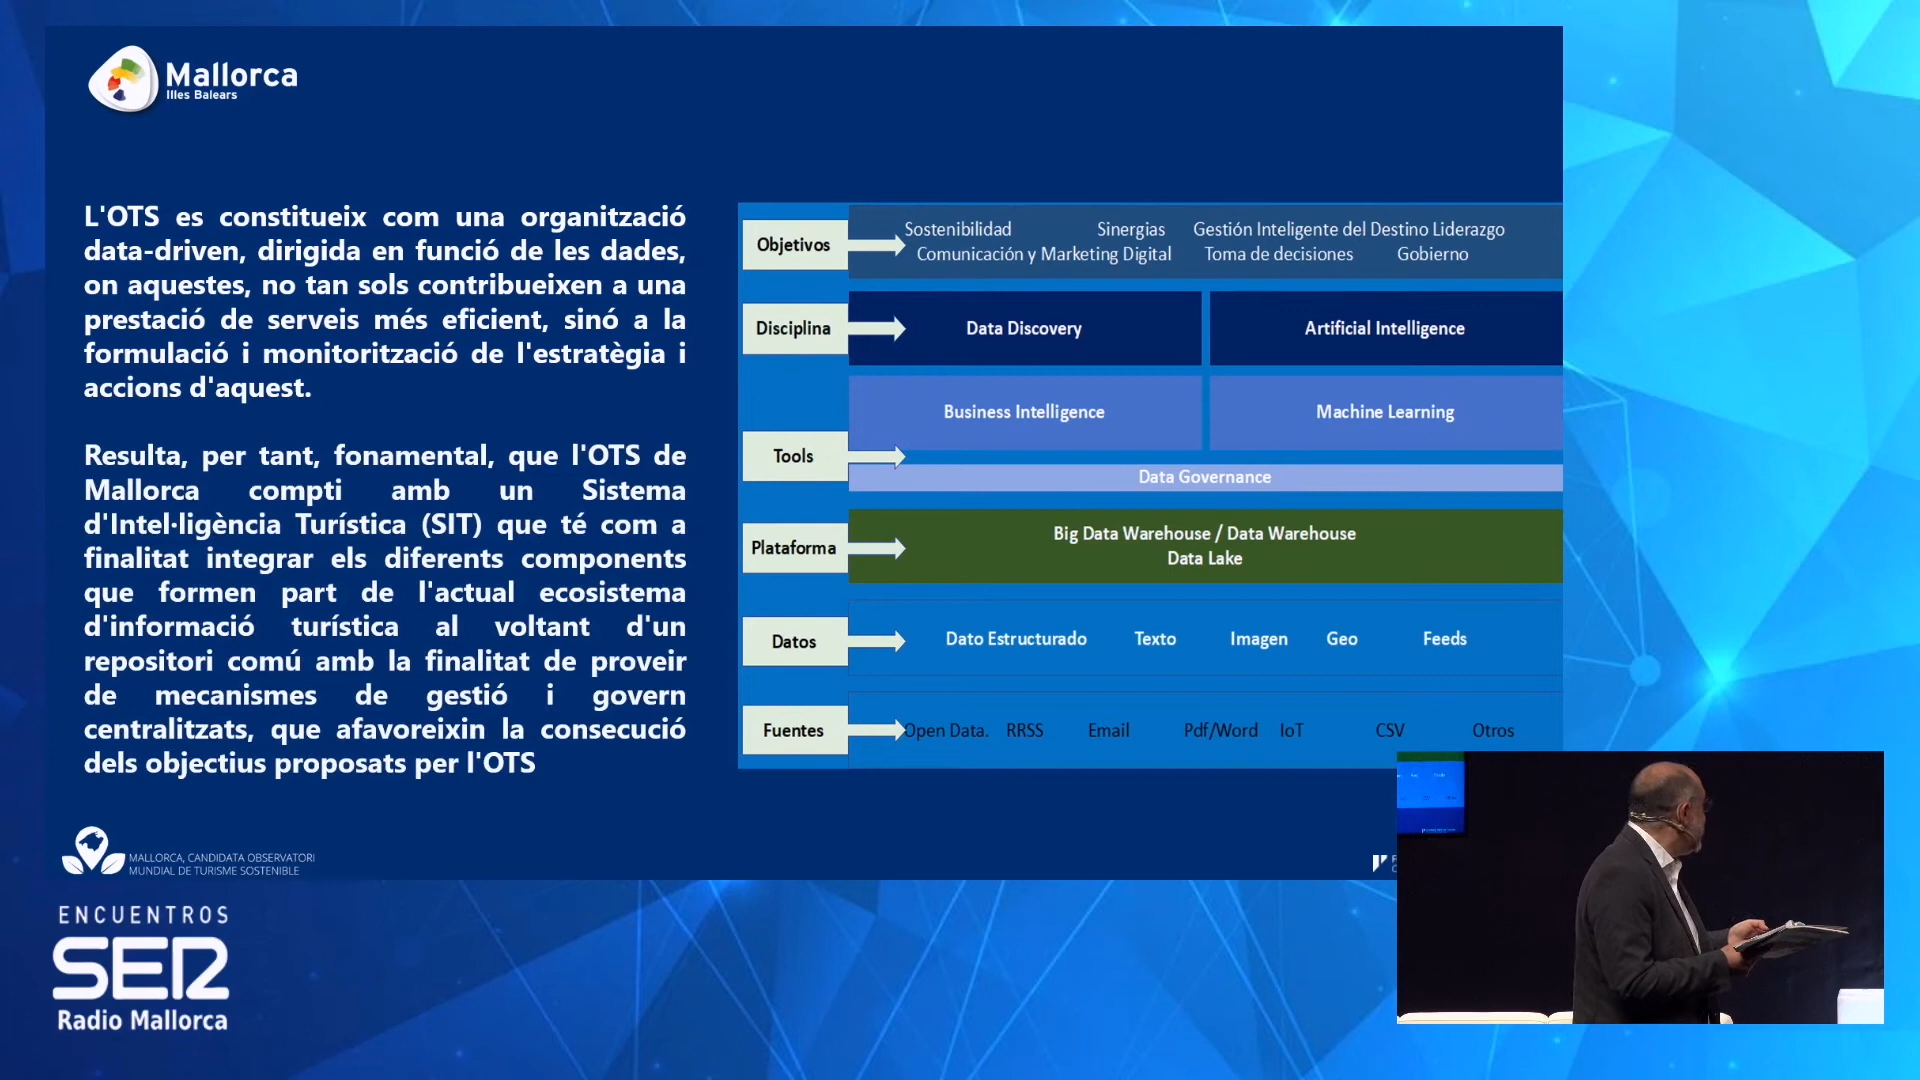 Mallorca
Illes Balears
L'OTS es constitueix com una organització
data-driven, dirigida en funció de les dades,
on aquestes, no tan sols contribueixen a una
prestació de serveis més eficient, sinó a la
formulació i monitorització de l'estratègia i
accions d'aquest.
Resulta, per tant, fonamental, que l'OTS de
Mallorca compti amb un Sistema
d'Intel·ligència Turística (SIT) que té com a
finalitat integrar els diferents components
que formen part de l'actual ecosistema
d'informació turística al voltant d'un
repositori comú amb la finalitat de proveir
de mecanismes de gestió i govern
centralitzats, que afavoreixin la consecució
dels objectius proposats per l'OTS
Objetivos
Sostenibilidad Sinergias Gestión Inteligente del Destino Liderazgo
Comunicación y Marketing Digital Toma de decisiones Gobierno
Disciplina
Data Discovery Artificial Intelligence
Business Intelligence Machine Learning
Tools
Data Governance
Plataforma
Big Data Warehouse / Data Warehouse
Data Lake
Datos
Dato Estructurado Texto Imagen Geo Feeds
Fuentes
Open Data. RRSS Email Pdf/Word IoT CSV Otros
MALLORCA, CANDIDATA OBSERVATORI
MUNDIAL DE TURISME SOSTENIBLE
ENCUENTROS
SER
Radio Mallorca